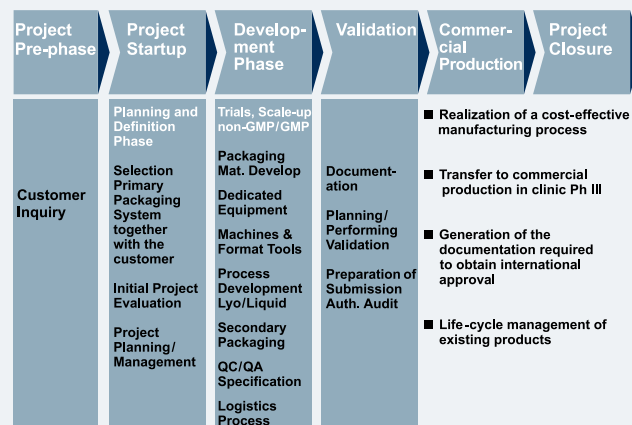 Project
Pre-phase
Project
Startup
Develop-
ment
Phase
Validation
Commer-
cial
Production
Project
Closure
Customer
Inquiry
Planning and
Definition
Phase
Selection
Primary
Packaging
System
together
with the
customer
Initial Project
Evaluation
Project
Planning/
Management
Trials, Scale-up
non-GMP/GMP
Packaging
Mat. Develop
Dedicated
Equipment
Machines &
Format Tools
Process
Development
Lyo/Liquid
Secondary
Packaging
QC/QA
Specification
Logistics
Process
Document-
ation
Planning/
Performing
Validation
Preparation of
Submission
Auth. Audit
■ Realization of a cost-effective
manufacturing process
■ Transfer to commercial
production in clinic Ph III
■ Generation of the
documentation required
to obtain international
approval
■ Life-cycle management of
existing products